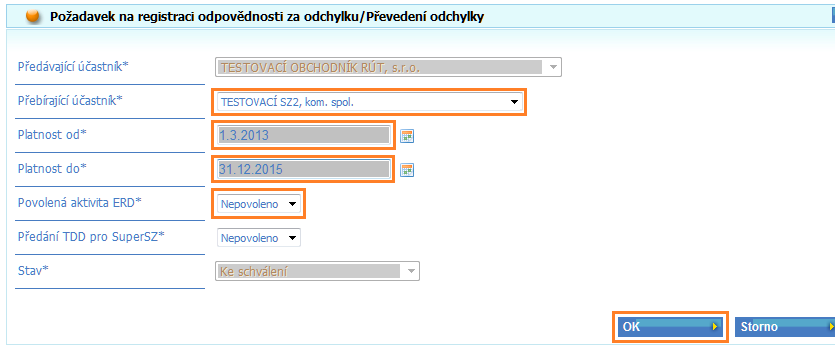 Požadavek na registraci odpovědnosti za odchylku/Převedení odchylky
Předávající účastník* TESTOVACÍ OBCHODNÍK RÚT, s.r.o.
Přebírající účastník* TESTOVACÍ SZ2, kom. spol.
Platnost od* 1.3.2013
Platnost do* 31.12.2015
Povolená aktivita ERD* Nepovoleno
Předání TDD pro SuperSZ* Nepovoleno
Stav* Ke schválení
OK Storno